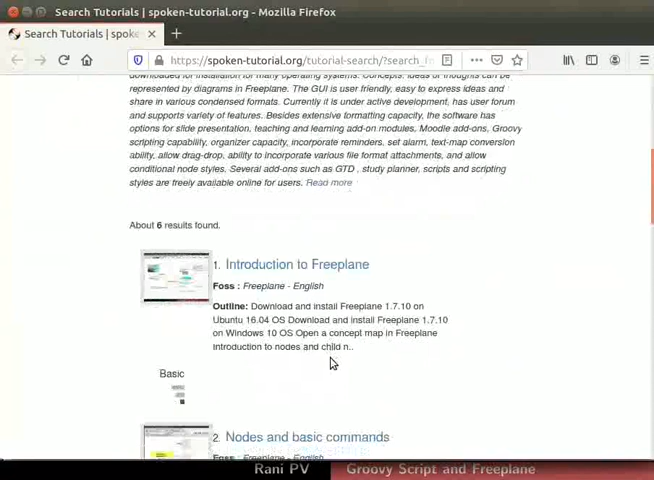 Search Tutorials | spoken-tutorial.org - Mozilla Firefox
Search Tutorials | spoke
https://spoken-tutorial.org/tutorial-search/?search_f
downloaded for installation for many operating systems. Concepts, ideas or thoughts can be
represented by diagrams in Freeplane. The GUI is user friendly, easy to express ideas and
share in various condensed formats. Currently it is under active development, has user forum
and supports variety of features. Besides extensive formatting capacity, the software has
options for slide presentation, teaching and learning add-on modules, Moodle add-ons, Groovy
scripting capability, organizer capacity, incorporate reminders, set alarm, text-map conversion
ability, allow drag-drop, ability to incorporate various file format attachments, and allow
conditional node styles. Several add-ons such as GTD , study planner, scripts and scripting
styles are freely available online for users. Read more
About 6 results found.
1. Introduction to Freeplane
Foss : Freeplane - English
Outline: Download and install Freeplane 1.7.10 on
Ubuntu 16.04 OS Download and install Freeplane 1.7.10
on Windows 10 OS Open a concept map in Freeplane
Introduction to nodes and child n..
Basic
2. Nodes and basic commands
Foss : Freeplane - English
Rani PV Groovy Script and Freeplane